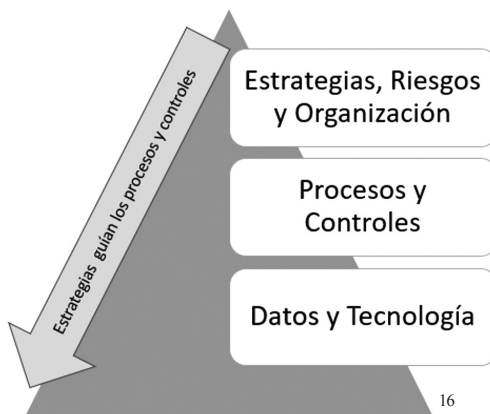 Estrategias guían los procesos y controles
Estrategias, Riesgos
y Organización
Procesos y
Controles
Datos y Tecnología
16